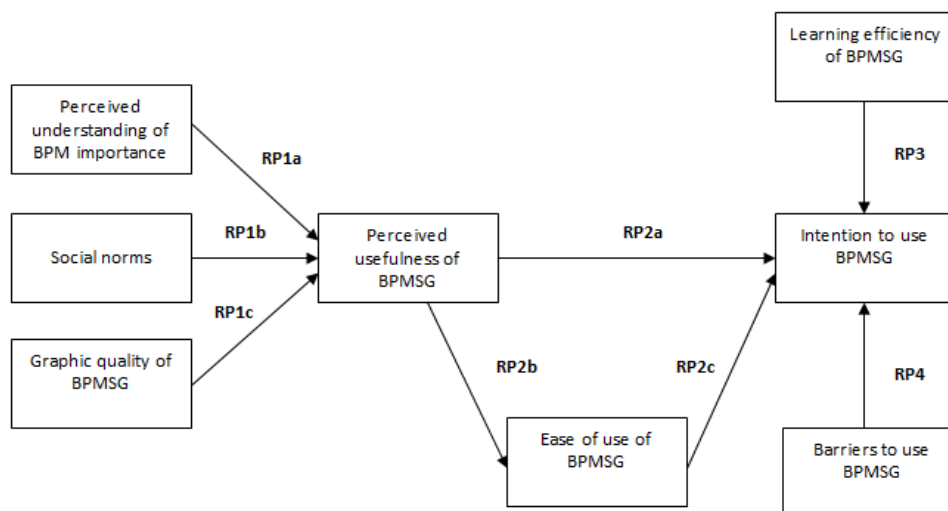 Learning efficiency
of BPMSG
Perceived
understanding of
BPM importance
RP1a
RP3
Social norms
RP1b
Perceived
usefulness of
BPMSG
RP2a
Intention to use
BPMSG
RP1c
Graphic quality of
BPMSG
RP2b
RP2c
RP4
Ease of use of
BPMSG
Barriers to use
BPMSG